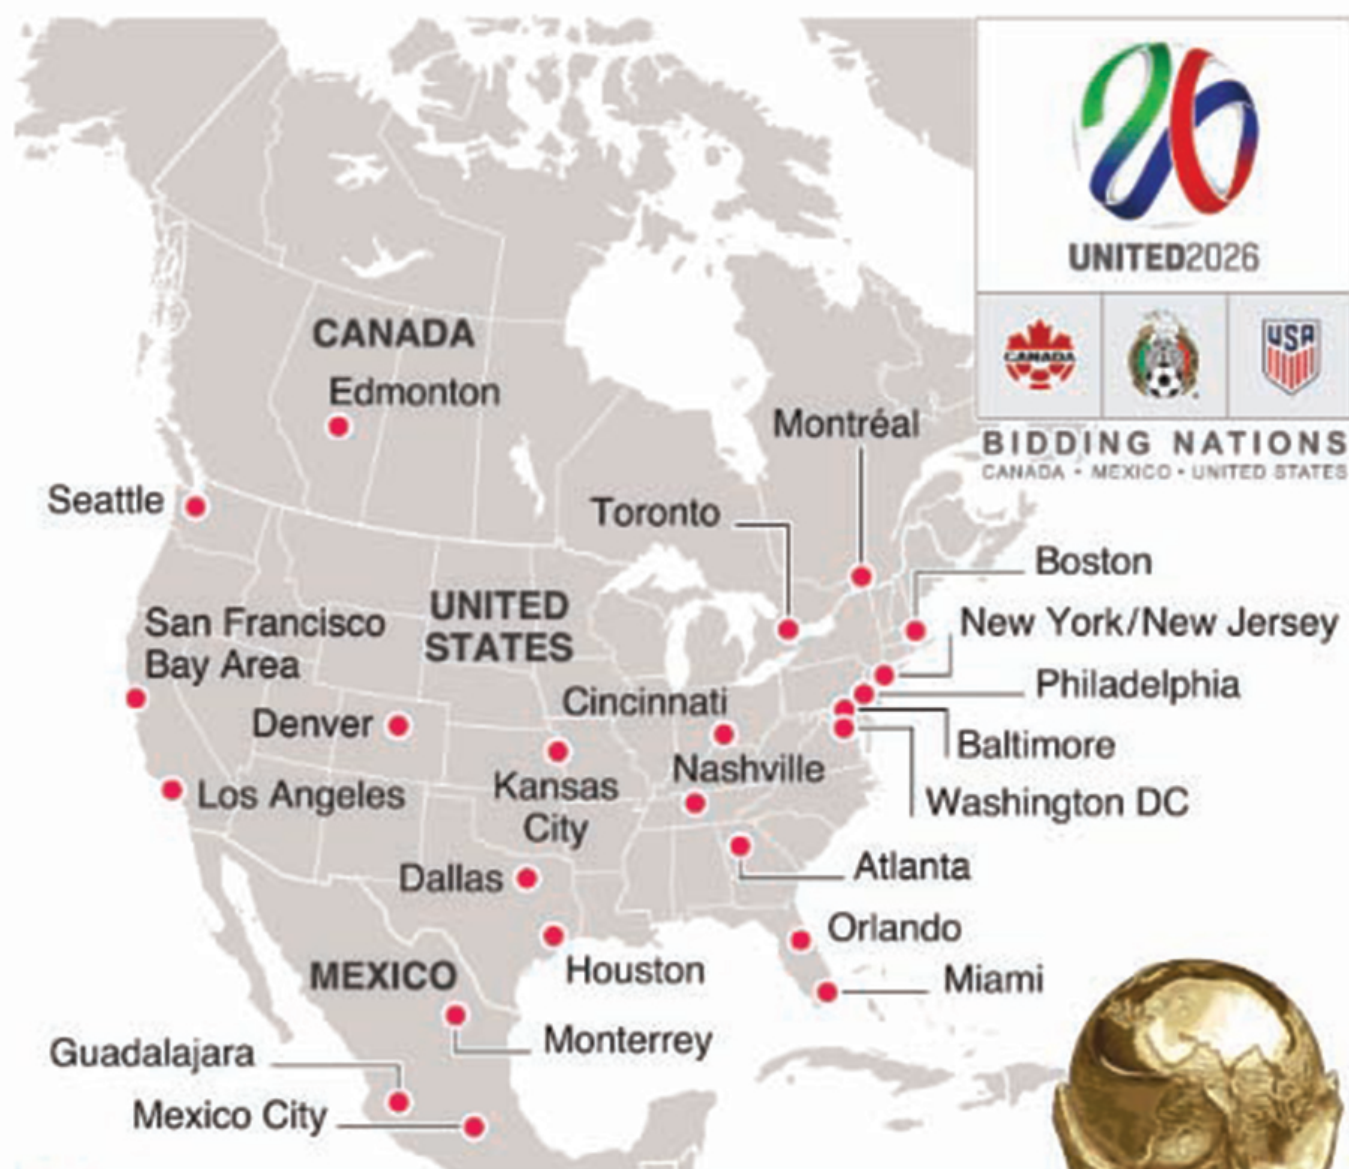 UNITED2026
CANADA
USA
BIDDING NATIONS
CANADA • MEXICO • UNITED STATES
CANADA
Edmonton
Montréal
Seattle
Toronto
Boston
UNITED
STATES
San Francisco
Bay Area
New York/New Jersey
Philadelphia
Cincinnati
Denver
Baltimore
Nashville
Kansas
City
Los Angeles
Washington DC
Atlanta
Dallas
Orlando
Houston
MEXICO
Miami
Monterrey
Guadalajara
Mexico City